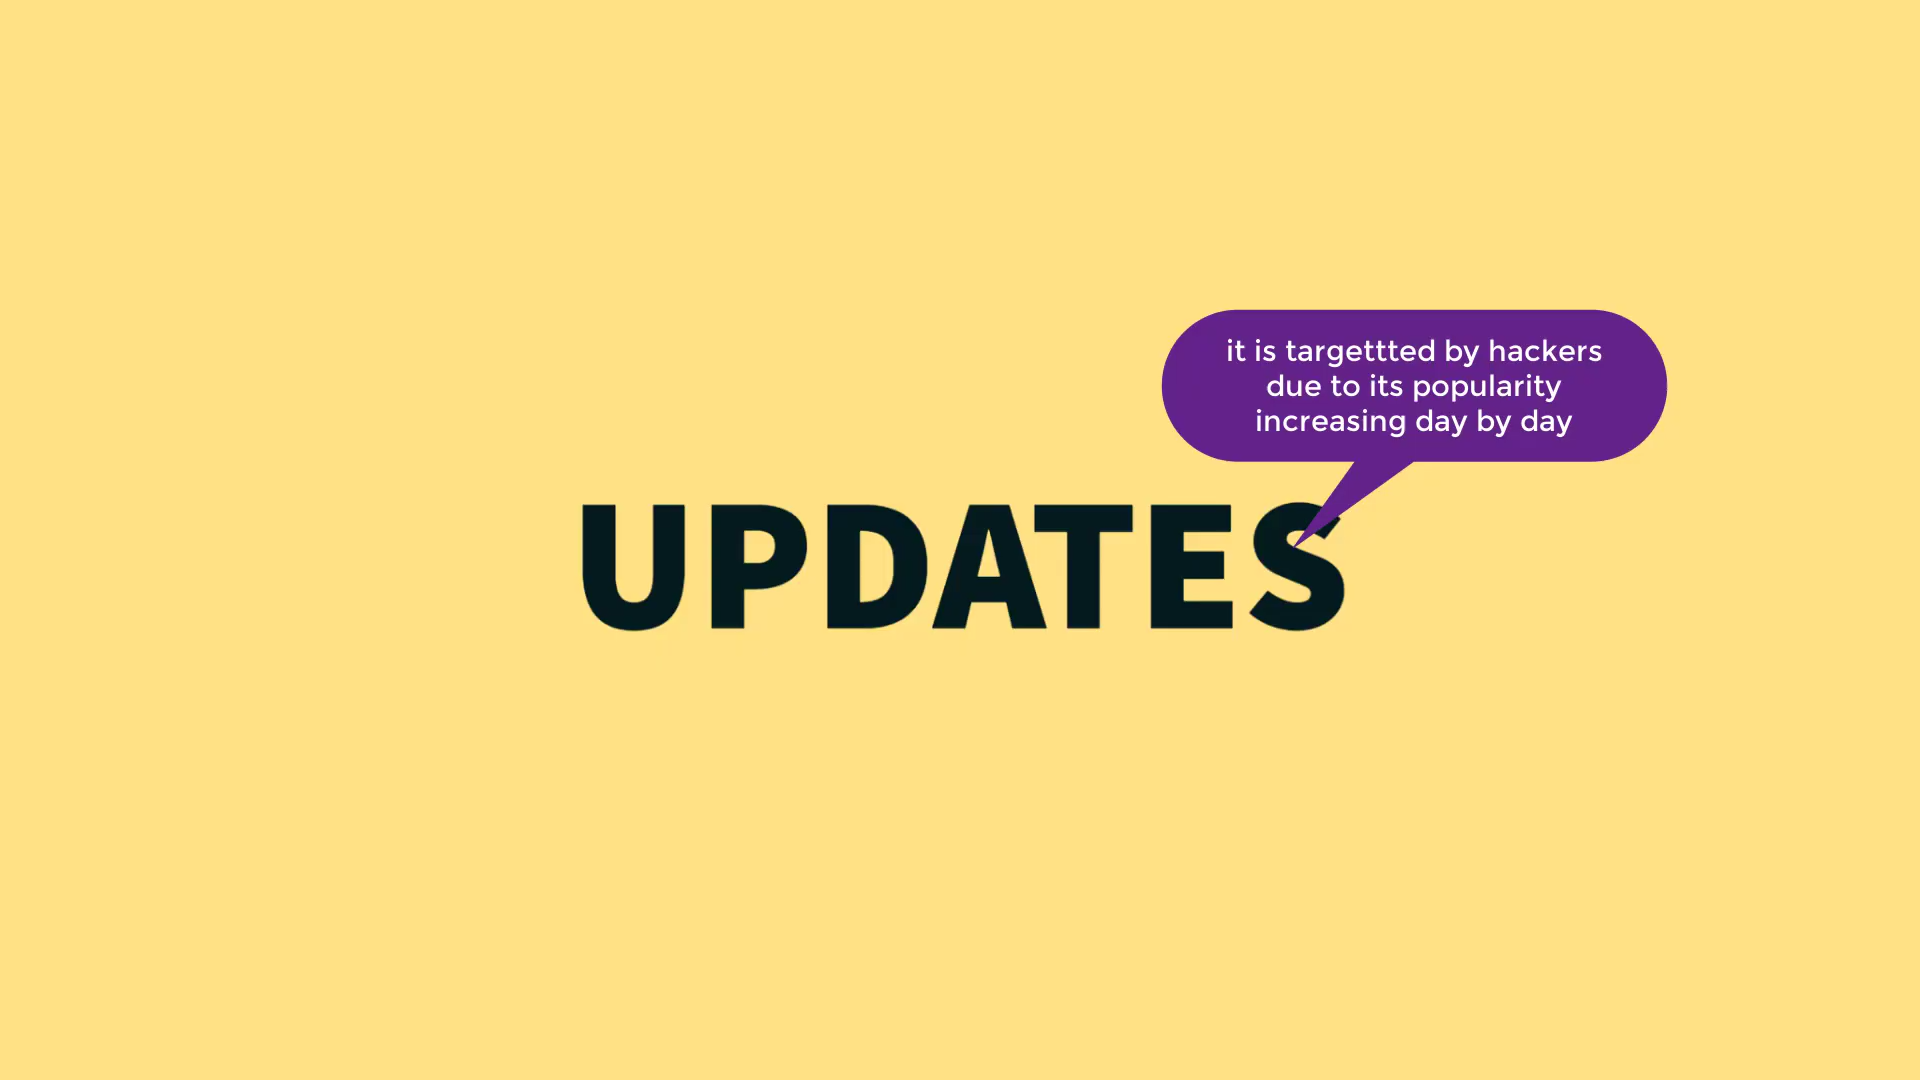 it is targettted by hackers
due to its popularity
increasing day by day
UPDATES